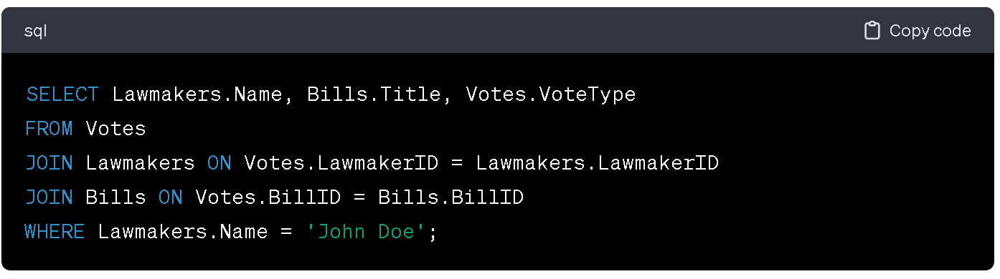 sql
Copy code
SELECT Lawmakers.Name, Bills.Title, Votes.VoteType
FROM Votes
JOIN Lawmakers ON Votes.LawmakerID = Lawmakers.LawmakerID
JOIN Bills ON Votes.BillID = Bills.BillID
WHERE Lawmakers.Name = 'John Doe';